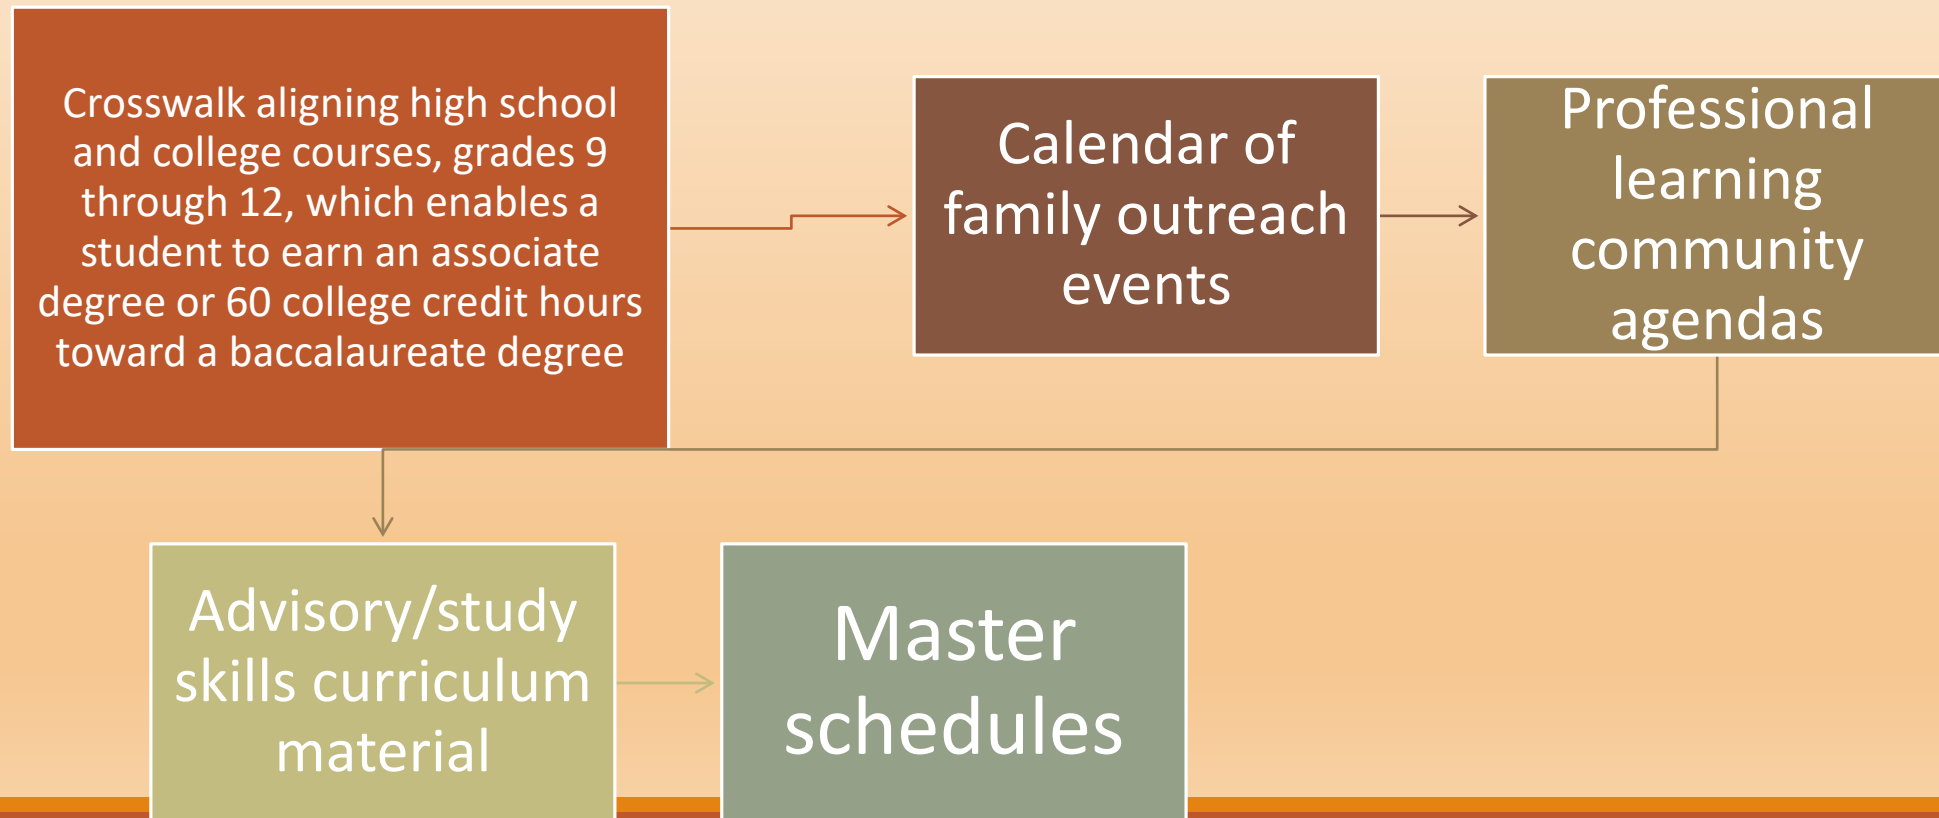 Crosswalk aligning high school
and college courses, grades 9
through 12, which enables a
student to earn an associate
degree or 60 college credit hours
toward a baccalaureate degree
Calendar of
family outreach
events
Professional
learning
community
agendas
Advisory/study
skills curriculum
material
Master
schedules